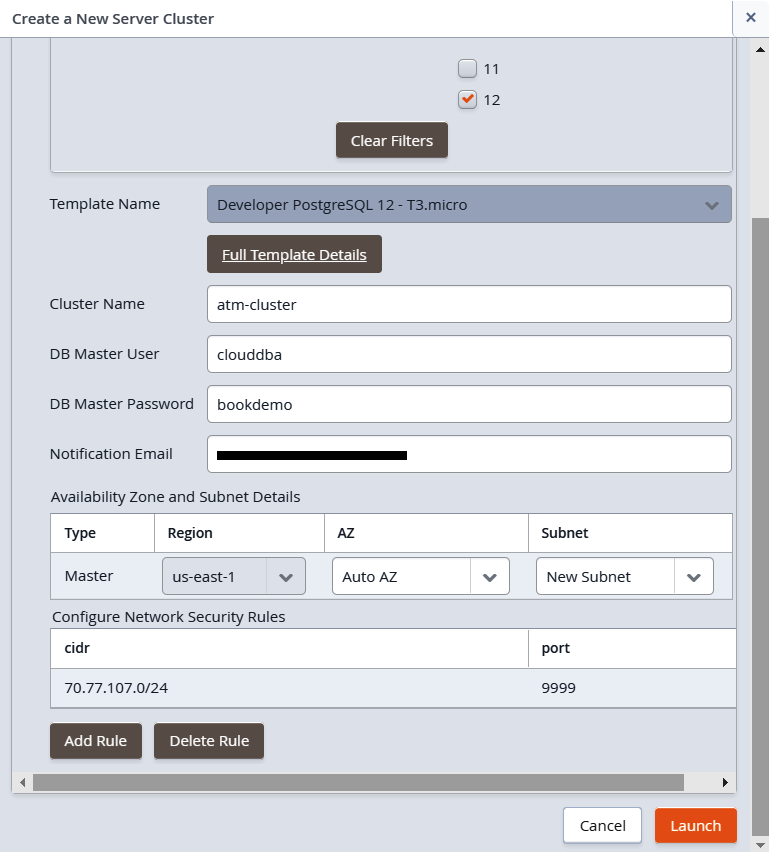 Create a New Server Cluster
11
12
Clear Filters
Template Name
Developer PostgreSQL 12 - T3.micro
Full Template Details
Cluster Name
atm-cluster
DB Master User
clouddba
DB Master Password
bookdemo
Notification Email
Availability Zone and Subnet Details
Type Region AZ Subnet
Master us-east-1 Auto AZ New Subnet
Configure Network Security Rules
cidr port
70.77.107.0/24 9999
Add Rule Delete Rule
Cancel Launch